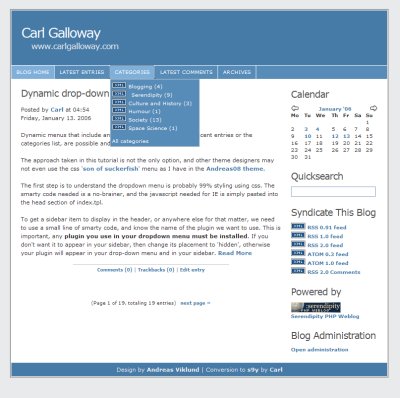 Carl Galloway
www.carlgalloway.com
BLOG HOME LATEST ENTRIES CATEGORIES LATEST COMMENTS ARCHIVES
XML Blogging (4)
XML Serendipity (9)
XML Culture and History (3)
XML Humour (1)
XML Society (13)
XML Space Science (1)
All categories
Dynamic drop-down
Posted by Carl at 04:54
Friday, January 13. 2006
Dynamic menus that include an
cent entries or the
categories list, are possible and
The approach taken in this tutorial is not the only option, and other theme designers may
not even use the css 'son of suckerfish' menu as I have in the Andreas08 theme.
The first step is to understand the dropdown menu is probably 99% styling using css. The
smarty code needed is a no-brainer, and the javascript needed for IE is simply pasted into
the head section of index.tpl.
To get a sidebar item to display in the header, or anywhere else for that matter, we need
to use a small line of smarty code, and know the name of the plugin we want to use. This is
important, any plugin you use in your dropdown menu must be installed. If you
don't want it to appear in your sidebar, then change its placement to 'hidden', otherwise
your plugin will appear in your drop-down menu and in your sidebar. Read More
Comments (0) | Trackbacks (0) | Edit entry
(Page 1 of 19, totaling 19 entries) next page »
Calendar
January '06
Mo Tu We Th Fr Sa Su
1
2 3 4 5 6 7 8
9 10 11 12 13 14 15
16 17 18 19 20 21 22
23 24 25 26 27 28 29
30 31
Quicksearch
Syndicate This Blog
XML RSS 0.91 feed
XML RSS 1.0 feed
XML RSS 2.0 feed
XML ATOM 0.3 feed
XML ATOM 1.0 feed
XML RSS 2.0 Comments
Powered by
serendipity
PHP WEBLOG
Serendipity PHP Weblog
Blog Administration
Open administration
Design by Andreas Viklund | Conversion to s9y by Carl